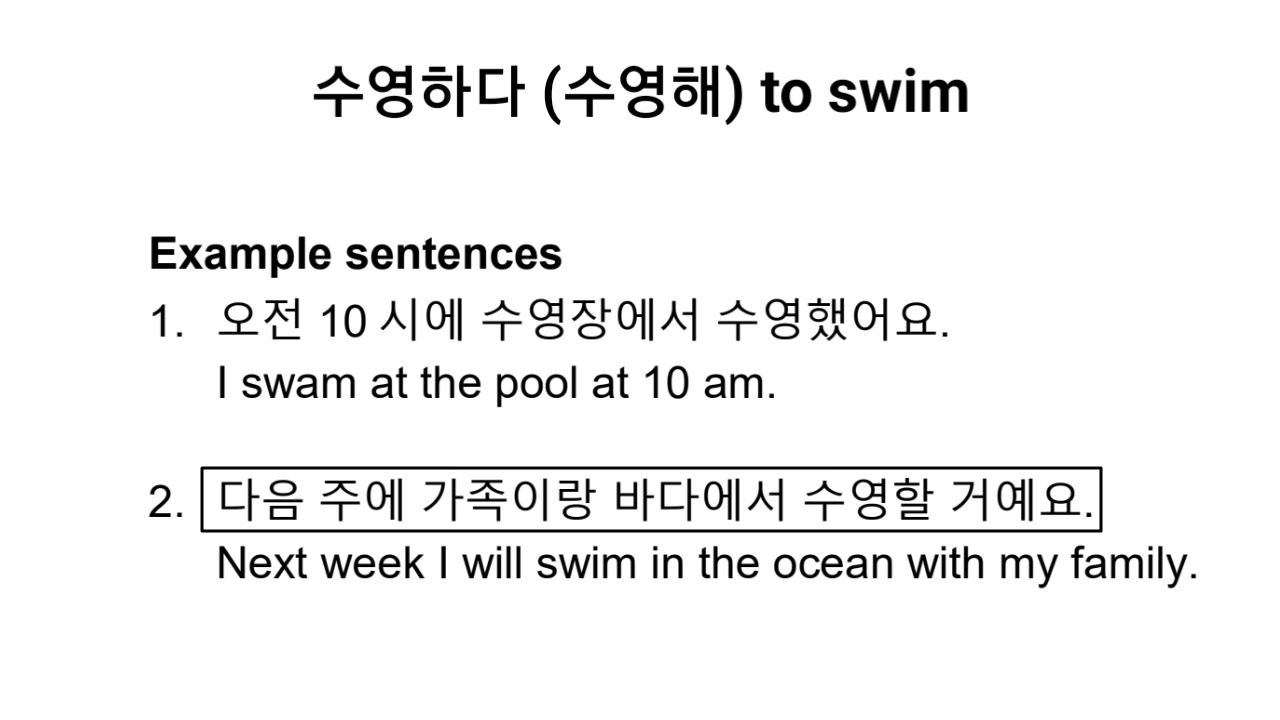 수영하다 (수영해) to swim
Example sentences
1. 오전 10 시에 수영장에서 수영했어요.
I swam at the pool at 10 am.
2. 다음 주에 가족이랑 바다에서 수영할 거예요.
Next week I will swim in the ocean with my family.